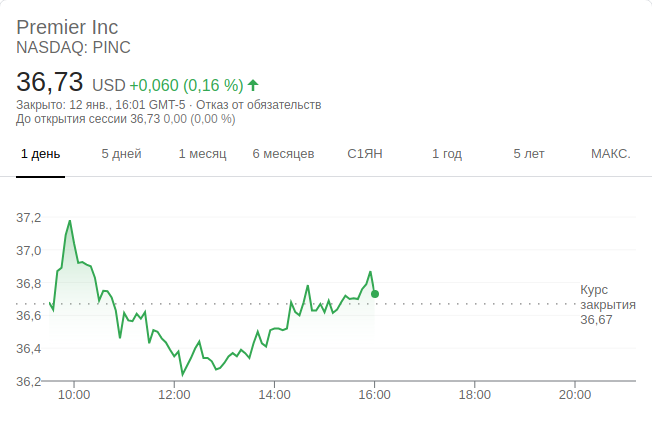 Premier Inc
NASDAQ: PINC
36,73 USD +0,060 (0,16 %)
Закрыто: 12 янв., 16:01 GMT-5 · Отказ от обязательств
До открытия сессии 36,73 0,00 (0,00 %)
1 день 5 дней 1 месяц 6 месяцев С1ЯН 1 год 5 лет МАКС.
37,2
37,0
36,8
36,6
36,4
36,2
Курс
закрытия
36,67
10:00 12:00 14:00 16:00 18:00 20:00